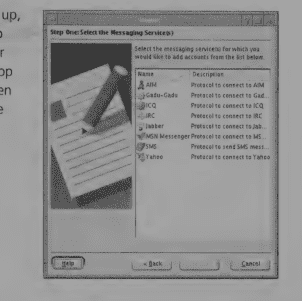 up,
Step One: Select the Messaging Service(s)
Select the messaging service(s) for which you
would like to add accounts from the list below.
Name Description
AIM Protocol to connect to AIM
Gadu-Gadu Protocol to connect to Gad...
ICQ Protocol to connect to ICQ
IRC Protocol to connect to IRC
Jabber Protocol to connect to Jab...
MSN Messenger Protocol to connect to MS...
SMS Protocol to send SMS mess...
Yahoo Protocol to connect to Yahoo
Help < Back Cancel